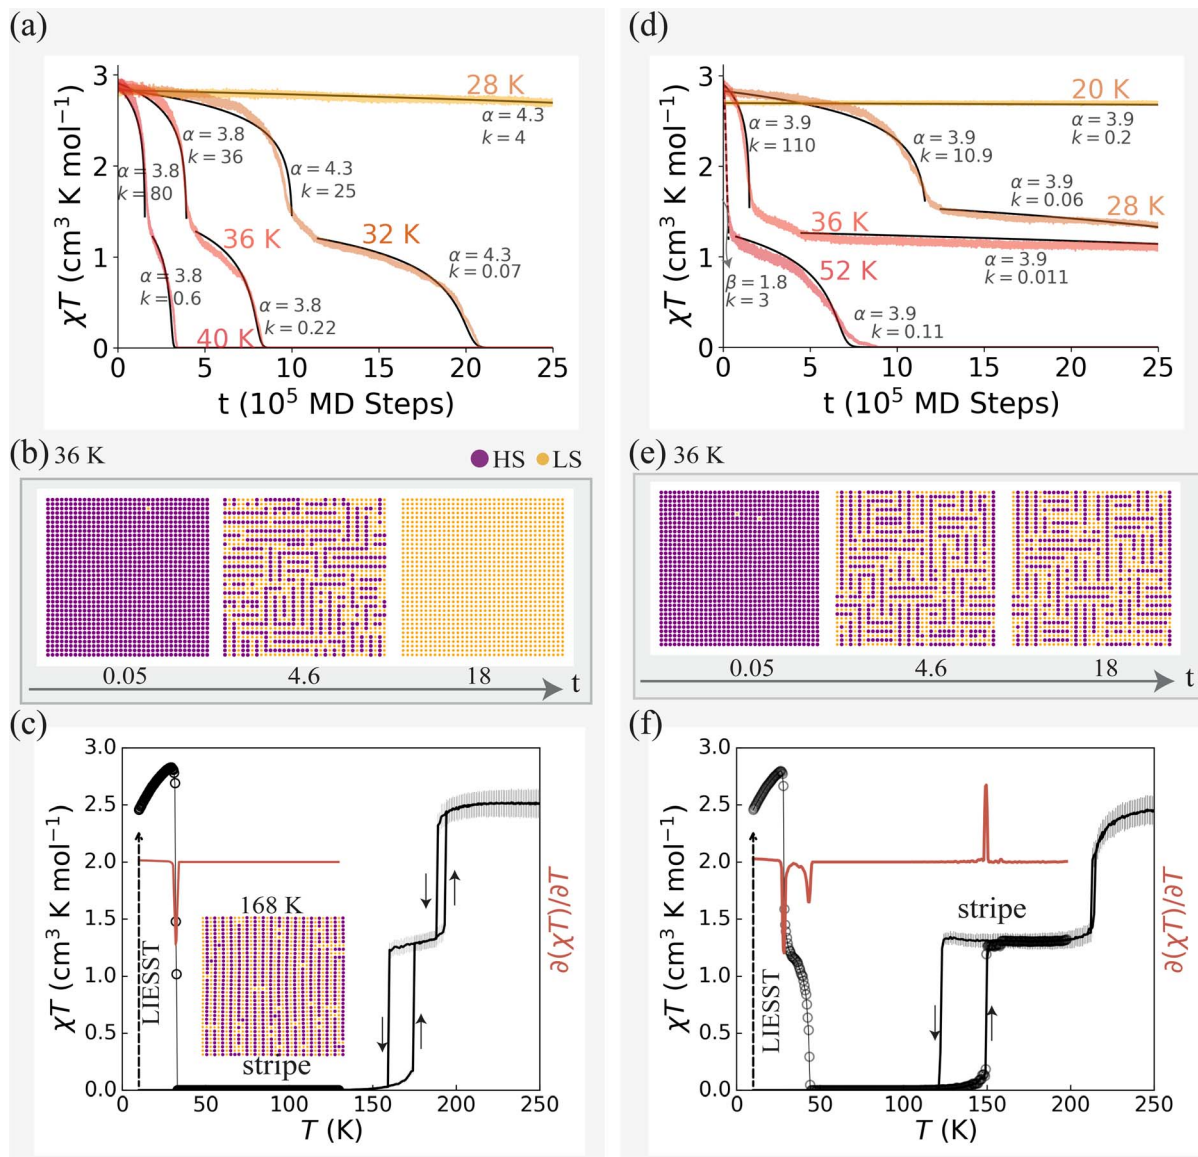 (a)
3
2
1
0
χT (cm³ K mol⁻¹)
28 K
α = 4.3
k = 4
α = 3.8
k = 36
α = 3.8
k = 80
α = 4.3
k = 25
36 K
32 K
α = 3.8
k = 0.6
α = 4.3
k = 0.07
α = 3.8
k = 0.22
40 K
0 5 10 15 20 25
t (10⁵ MD Steps)
(d)
3
2
1
0
χT (cm³ K mol⁻¹)
20 K
α = 3.9
k = 0.2
α = 3.9
k = 110
α = 3.9
k = 10.9
α = 3.9
k = 0.06
28 K
36 K
α = 3.9
k = 0.011
52 K
β = 1.8
k = 3
α = 3.9
k = 0.11
0 5 10 15 20 25
t (10⁵ MD Steps)
(b) 36 K
HS LS
0.05 4.6 18 t
(e) 36 K
0.05 4.6 18 t
(c)
3.0
2.5
2.0
1.5
1.0
0.5
0.0
χT (cm³ K mol⁻¹)
LIESST
168 K
stripe
∂(χT)/∂T
0 50 100 150 200 250
T (K)
(f)
3.0
2.5
2.0
1.5
1.0
0.5
0.0
χT (cm³ K mol⁻¹)
LIESST
stripe
∂(χT)/∂T
0 50 100 150 200 250
T (K)